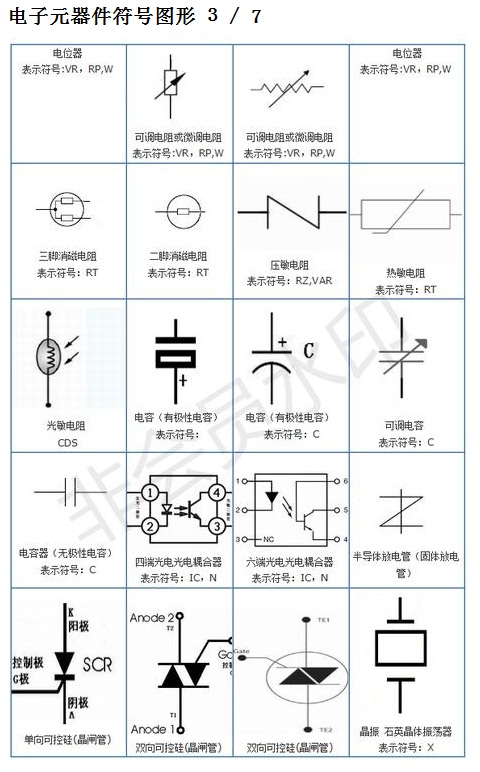 电子元器件符号图形 3 / 7
电位器
表示符号:VR，RP,W
可调电阻或微调电阻
表示符号:VR，RP,W
可调电阻或微调电阻
表示符号:VR，RP,W
电位器
表示符号:VR，RP,W
三脚消磁电阻
表示符号：RT
二脚消磁电阻
表示符号：RT
压敏电阻
表示符号：RZ,VAR
热敏电阻
表示符号：RT
光敏电阻
CDS
+
电容（有极性电容）
表示符号：
+
C
电容（有极性电容）
表示符号：C
可调电容
表示符号：C
电容器（无极性电容）
表示符号：C
1
4
2
3
四端光电光电耦合器
表示符号：IC，N
1
6
2
5
3
NC
4
六端光电光电耦合器
表示符号：IC，N
半导体放电管（固体放电
管）
K
阳极
控制极
G极
SCR
阴极
A
单向可控硅(晶闸管)
Anode 2
T2
控制极
T1
Anode 1
双向可控硅(晶闸管)
TE1
Gate
TE2
双向可控硅(晶闸管)
晶振 石英晶体振荡器
表示符号：X
非会员水印